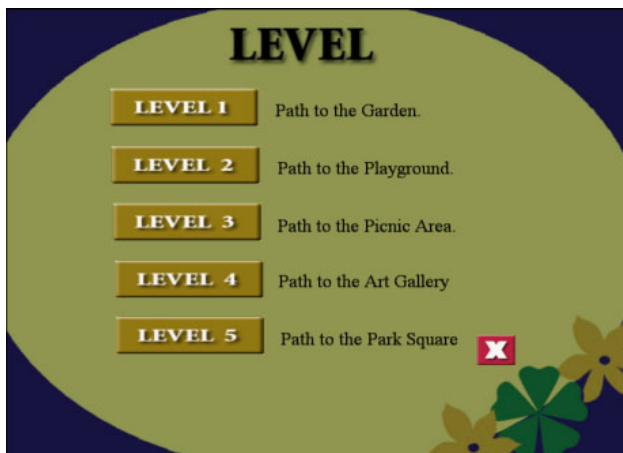 LEVEL
LEVEL 1 Path to the Garden.
LEVEL 2 Path to the Playground.
LEVEL 3 Path to the Picnic Area.
LEVEL 4 Path to the Art Gallery
LEVEL 5 Path to the Park Square
X